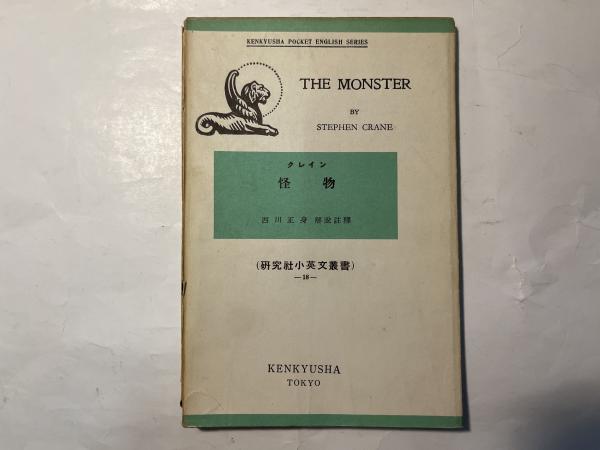 KENKYUSHA POCKET ENGLISH SERIES
THE MONSTER
BY
STEPHEN CRANE
クレイン
怪物
西川正身 解説註釋
(研究社小英文叢書)
—18—
KENKYUSHA
TOKYO